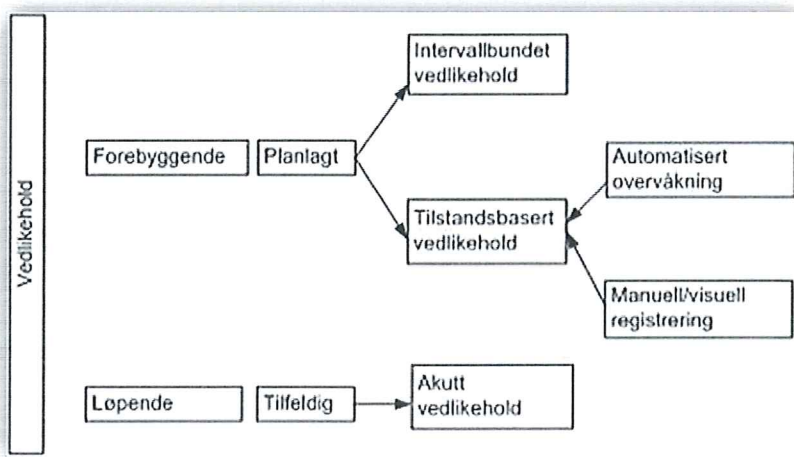 Vedlikehold
Intervallbundet
vedlikehold
Forebyggende
Planlagt
Automatisert
overvåkning
Tilstandsbasert
vedlikehold
Manuell/visuell
registrering
Løpende
Tilfeldig
Akutt
vedlikehold